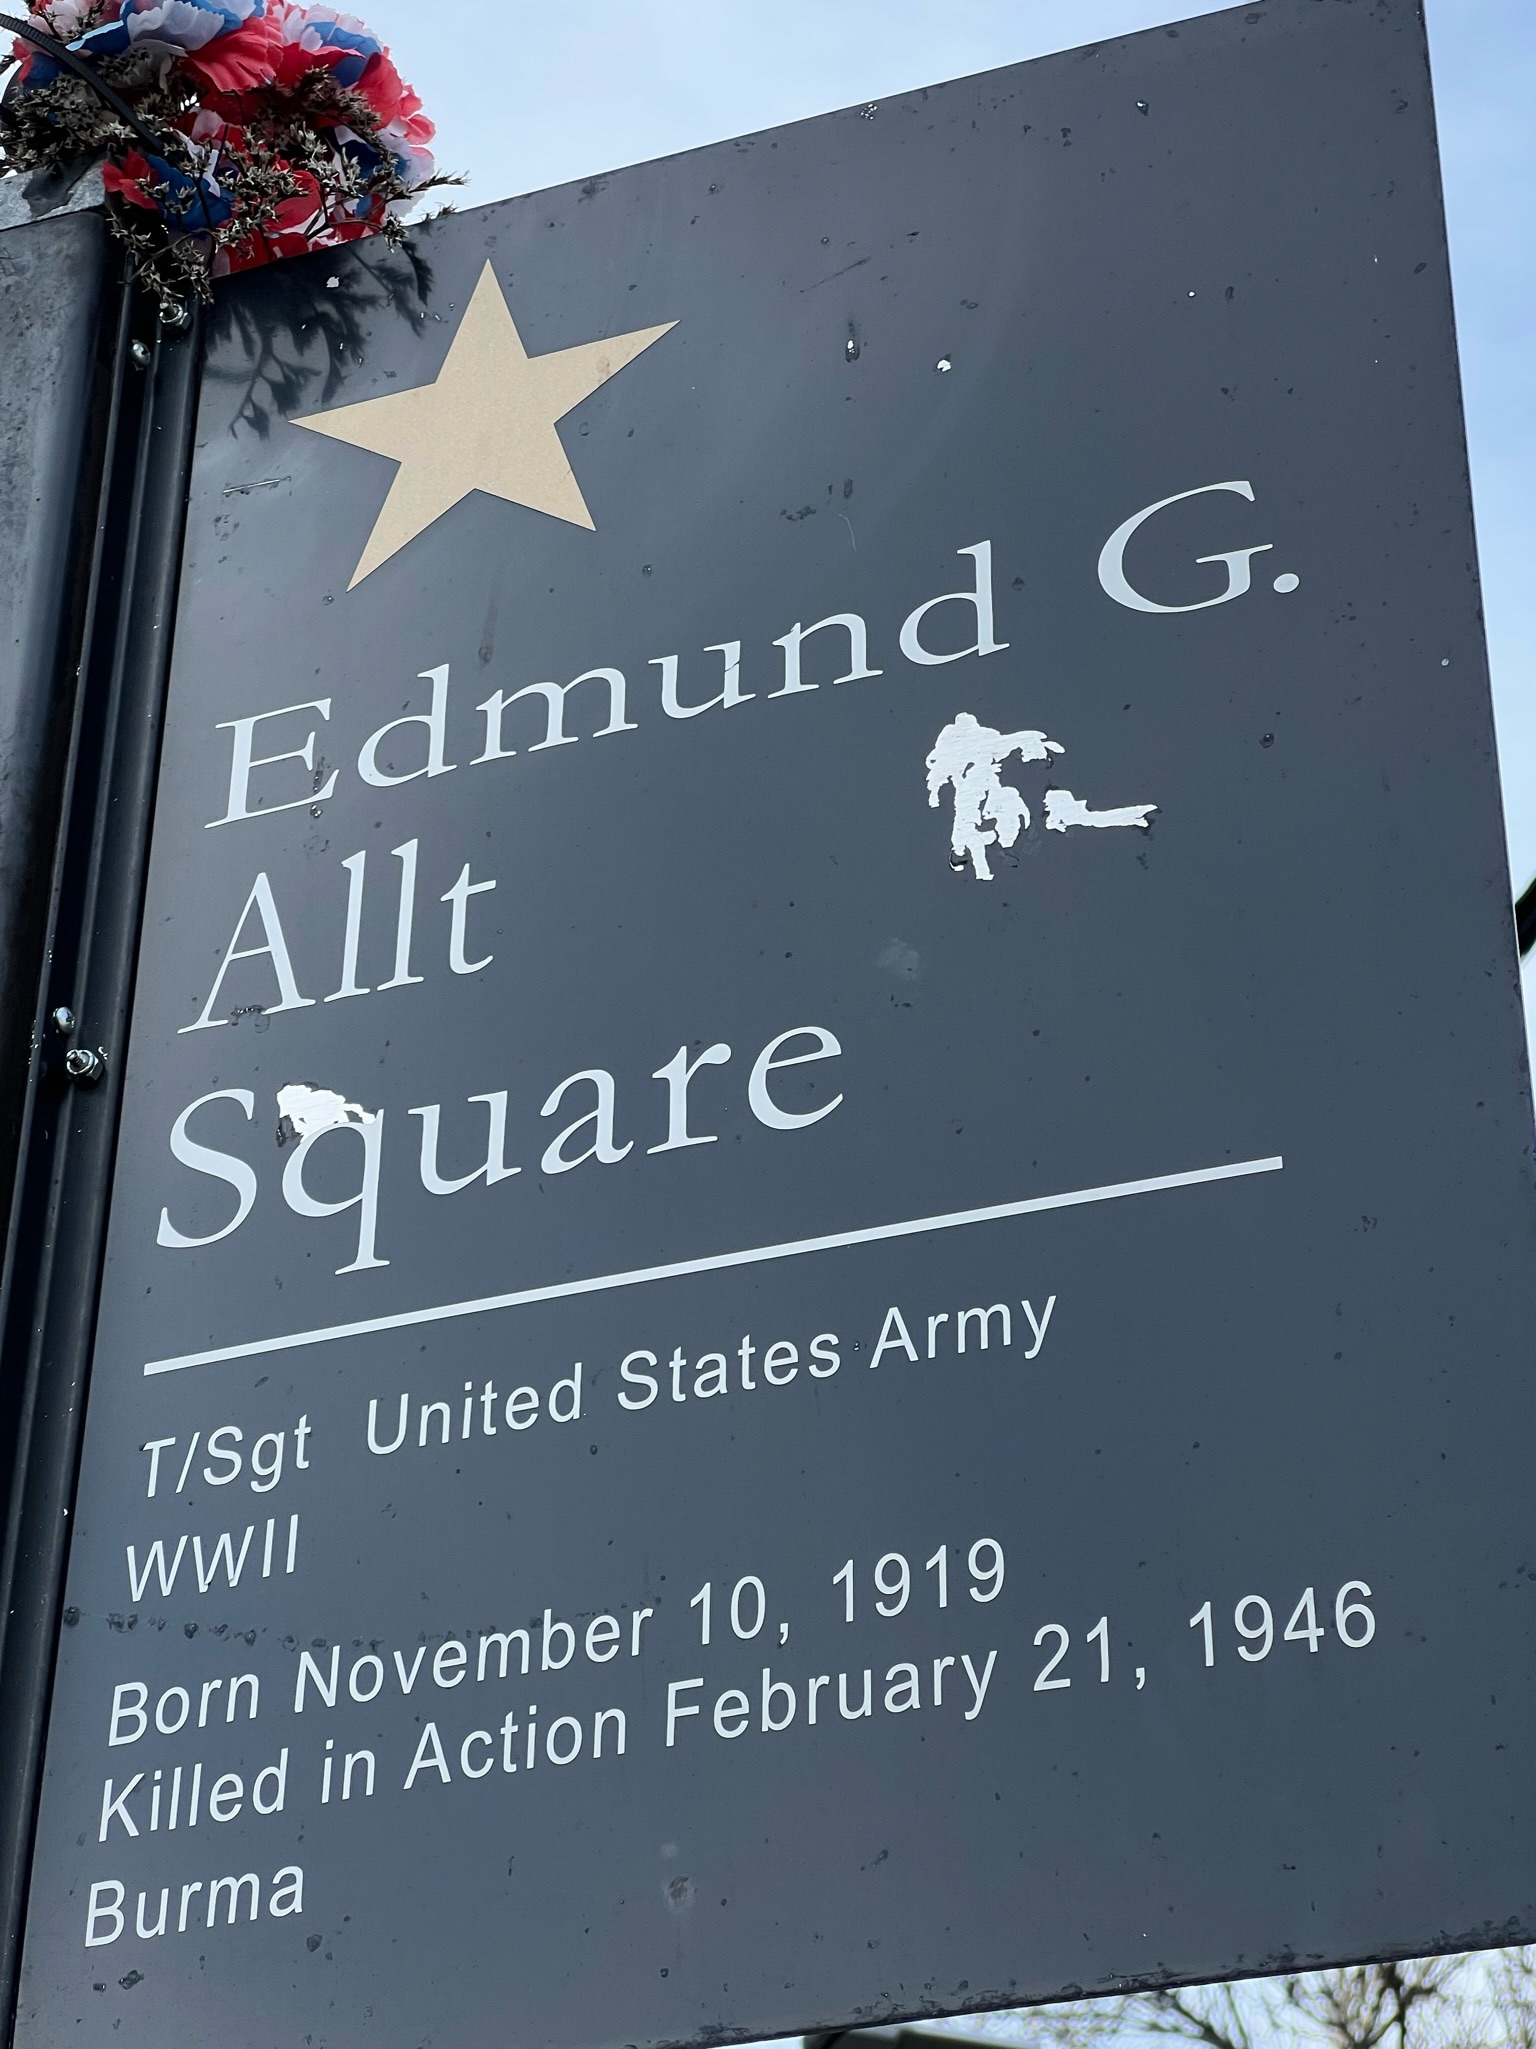 Edmund G.
Allt
Square
T/Sgt United States Army
WWII
Born November 10, 1919
Killed in Action February 21, 1946
Burma